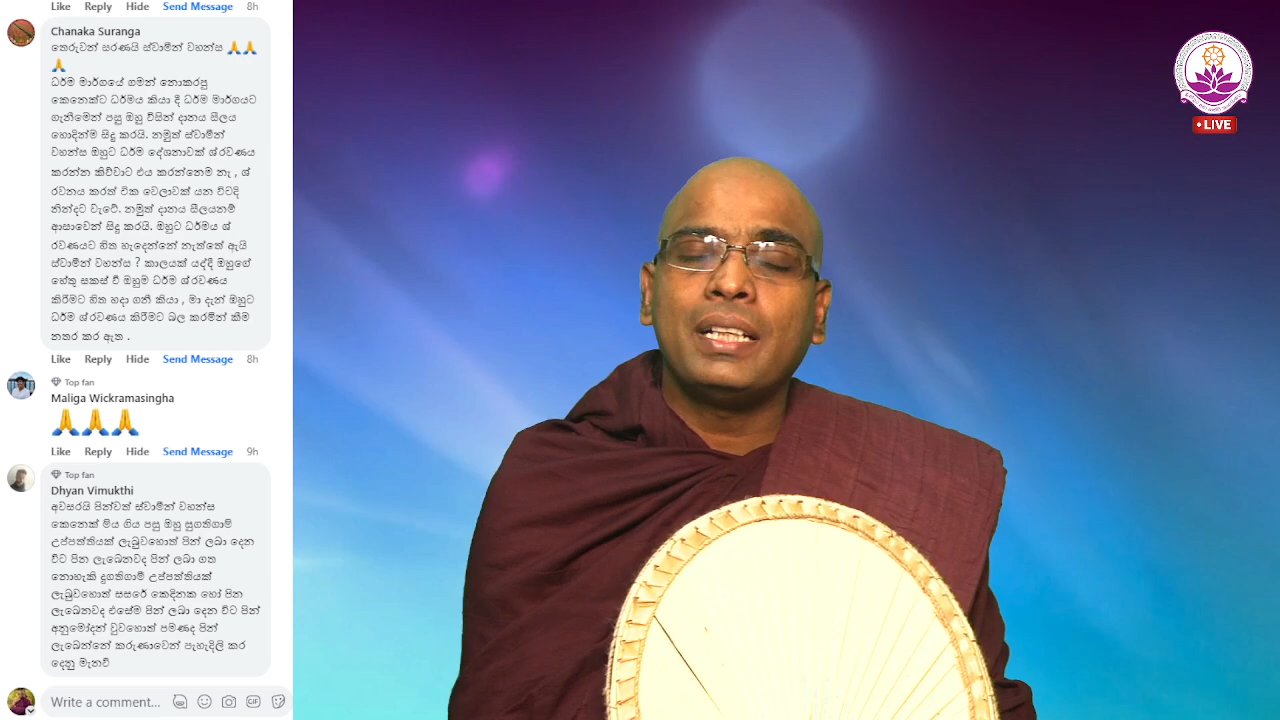 Like Reply Hide Send Message 8h
Chanaka Suranga
තෙරුවන් සරණයි ස්වාමීන් වහන්ස 🙏🙏
🙏
ධර්ම මාර්ගයේ ගමන් නොකරපු
කෙනෙක්ට ධර්මය කියා දී ධර්ම මාර්ගයට
ගැනීමෙන් පසු ඔහු විසින් දානය සීලය
හොදින්ම සිදු කරයි. නමුත් ස්වාමීන්
වහන්ස ඔහුට ධර්ම දේශනාවක් ශ්රවණය
කරන්න කිව්වාට එය කරන්නෙම නෑ , ශ්
රවනය කරත් ටික වෙලාවක් යන විටදි
නින්දට වැටේ. නමුත් දානය සීලයනම්
ආසාවෙන් සිදු කරයි. ඔහුට ධර්මය ශ්
රවණයට හිත හැදෙන්නේ නැත්තේ ඇයි
ස්වාමීන් වහන්ස ? කාලයක් යද්දී ඔහුගේ
හේතු සකස් වී ඔහුම ධර්ම ශ්රවණය
කිරීමට හිත හදා ගනී කියා , මා දැන් ඔහුට
ධර්ම ශ්රවණය කිරීමට බල කරමින් කීම
නතර කර ඇත .
Like Reply Hide Send Message 8h
Top fan
Maliga Wickramasingha
🙏🙏🙏
Like Reply Hide Send Message 9h
Top fan
Dhyan Vimukthi
අවසරයි පින්වත් ස්වාමීන් වහන්ස
කෙනෙක් මිය ගිය පසු ඔහු සුගතිගාමි
උප්පත්තියක් ලැබුවහොත් පින් ලබා දෙන
විට පින ලැබෙනවද පින් ලබා ගත
නොහැකි දුගතිගාමී උප්පත්තියක්
ලැබුවහොත් සසරේ කෙදිනක හෝ පින
ලැබෙනවද එසේම පින් ලබා දෙන විට පින්
අනුමෝදන් වුවහොත් පමණද පින්
ලැබෙන්නේ කරුණාවෙන් පැහැදිලි කර
දෙනු මැනවි
Write a comment...
GIF
LIVE